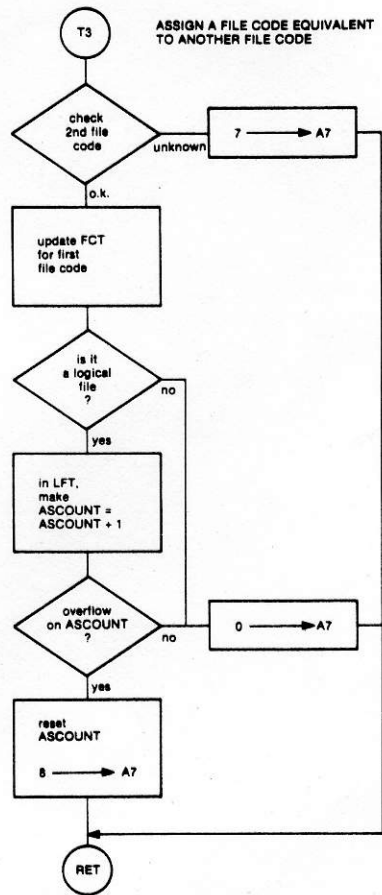 T3
ASSIGN A FILE CODE EQUIVALENT
TO ANOTHER FILE CODE
check
2nd file
code
unknown
7 → A7
o.k.
update FCT
for first
file code
is it
a logical
file
?
no
yes
in LFT,
make
ASCOUNT =
ASCOUNT + 1
overflow
on ASCOUNT
?
no
0 → A7
yes
reset
ASCOUNT
8 → A7
RET